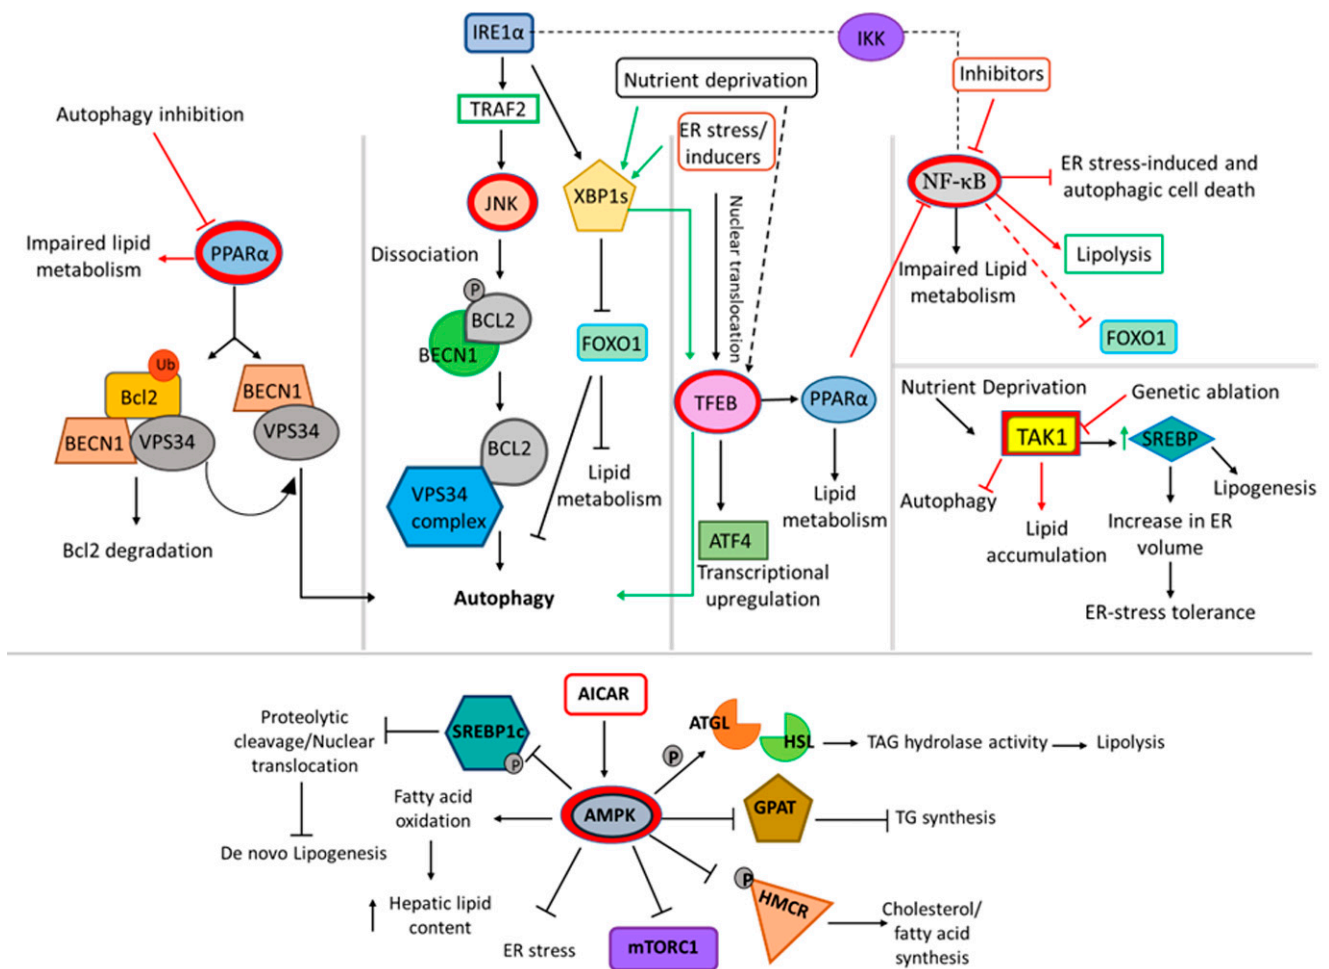 IRE1α
IKK
Nutrient deprivation
Inhibitors
Autophagy inhibition
TRAF2
ER stress/
inducers
ER stress-induced and
autophagic cell death
NF-κB
JNK
XBP1s
Nuclear translocation
Impaired lipid
metabolism
PPARα
Dissociation
Lipolysis
Impaired Lipid
metabolism
P
BCL2
BECN1
FOXO1
FOXO1
Ub
Bcl2
BECN1
BECN1
VPS34
VPS34
TFEB
PPARα
Nutrient Deprivation
Genetic ablation
TAK1
SREBP
BCL2
VPS34
complex
Lipid
metabolism
Lipid
metabolism
Autophagy
Lipid
accumulation
Lipogenesis
Increase in ER
volume
Bcl2 degradation
ATF4
Transcriptional
upregulation
Autophagy
ER-stress tolerance
AICAR
Proteolytic
cleavage/Nuclear
translocation
SREBP1c
P
P
ATGL
HSL
TAG hydrolase activity
Lipolysis
Fatty acid
oxidation
AMPK
GPAT
TG synthesis
De novo Lipogenesis
Hepatic lipid
content
P
HMCR
Cholesterol/
fatty acid
synthesis
ER stress
mTORC1